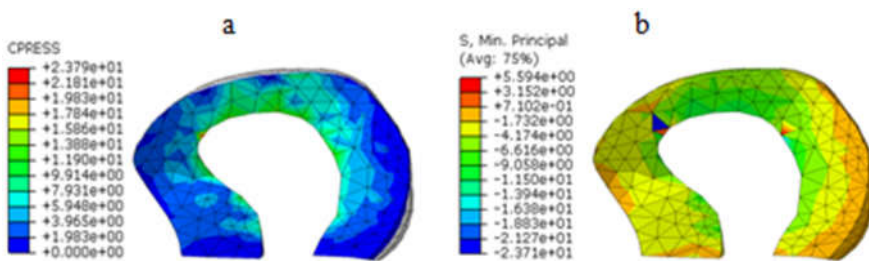 a
CPRESS
+2.379e+01
+2.181e+01
+1.983e+01
+1.784e+01
+1.586e+01
+1.388e+01
+1.190e+01
+9.914e+00
+7.931e+00
+5.948e+00
+3.965e+00
+1.983e+00
+0.000e+00
b
S, Min. Principal
(Avg: 75%)
+5.594e+00
+3.152e+00
+7.102e-01
-1.732e+00
-4.174e+00
-6.616e+00
-9.058e+00
-1.150e+01
-1.394e+01
-1.638e+01
-1.883e+01
-2.127e+01
-2.371e+01